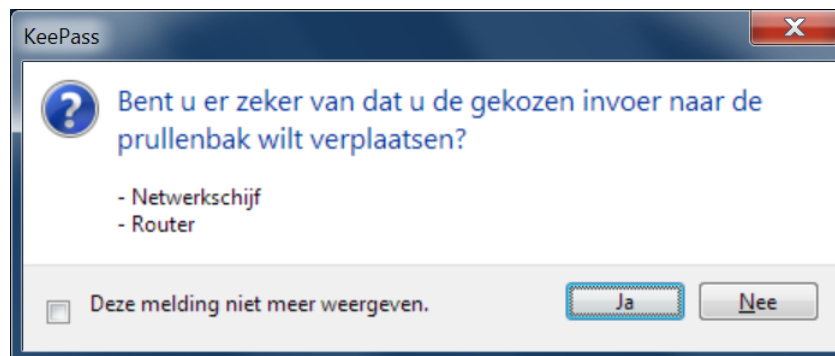 KeePass
Bent u er zeker van dat u de gekozen invoer naar de
prullenbak wilt verplaatsen?
- Netwerkschijf
- Router
Deze melding niet meer weergeven.
Ja
Nee